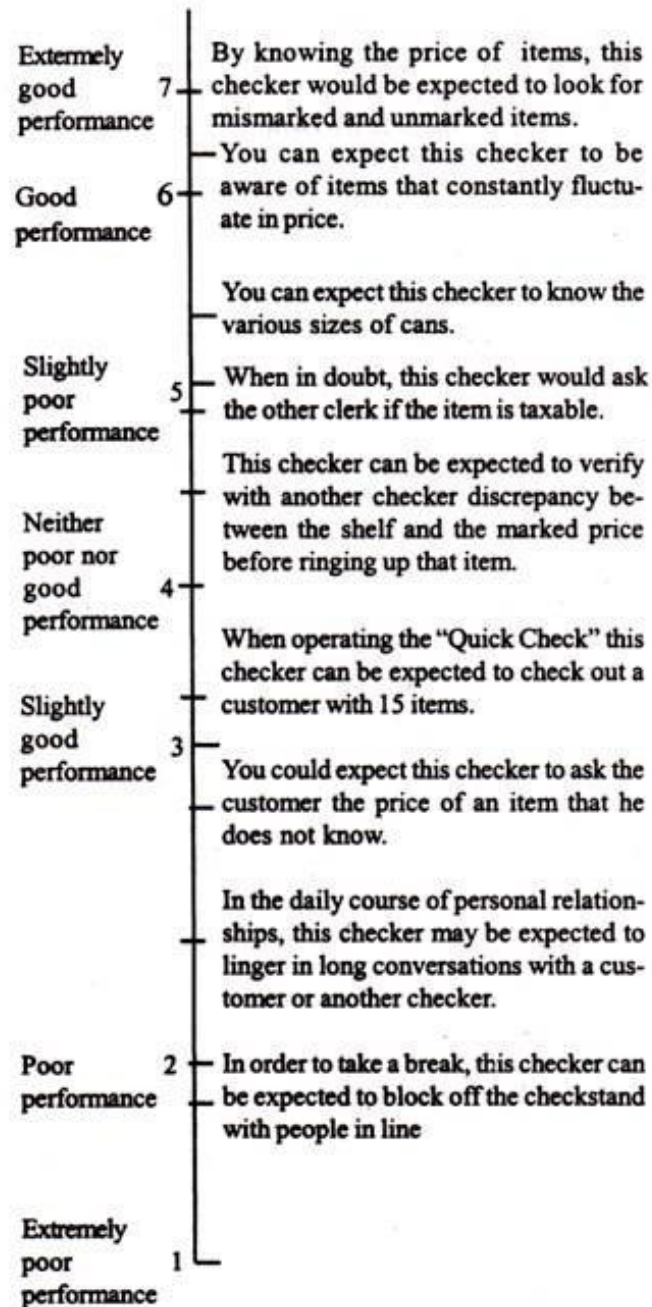 Extermely
good
performance
7
By knowing the price of items, this
checker would be expected to look for
mismarked and unmarked items.
You can expect this checker to be
aware of items that constantly fluctu-
ate in price.
Good
performance
6
You can expect this checker to know the
various sizes of cans.
Slightly
poor
performance
5
When in doubt, this checker would ask
the other clerk if the item is taxable.
This checker can be expected to verify
with another checker discrepancy be-
tween the shelf and the marked price
before ringing up that item.
Neither
poor nor
good
performance
4
When operating the “Quick Check” this
checker can be expected to check out a
customer with 15 items.
Slightly
good
performance
3
You could expect this checker to ask the
customer the price of an item that he
does not know.
In the daily course of personal relation-
ships, this checker may be expected to
linger in long conversations with a cus-
tomer or another checker.
Poor
performance
2
In order to take a break, this checker can
be expected to block off the checkstand
with people in line
Extremely
poor
performance
1